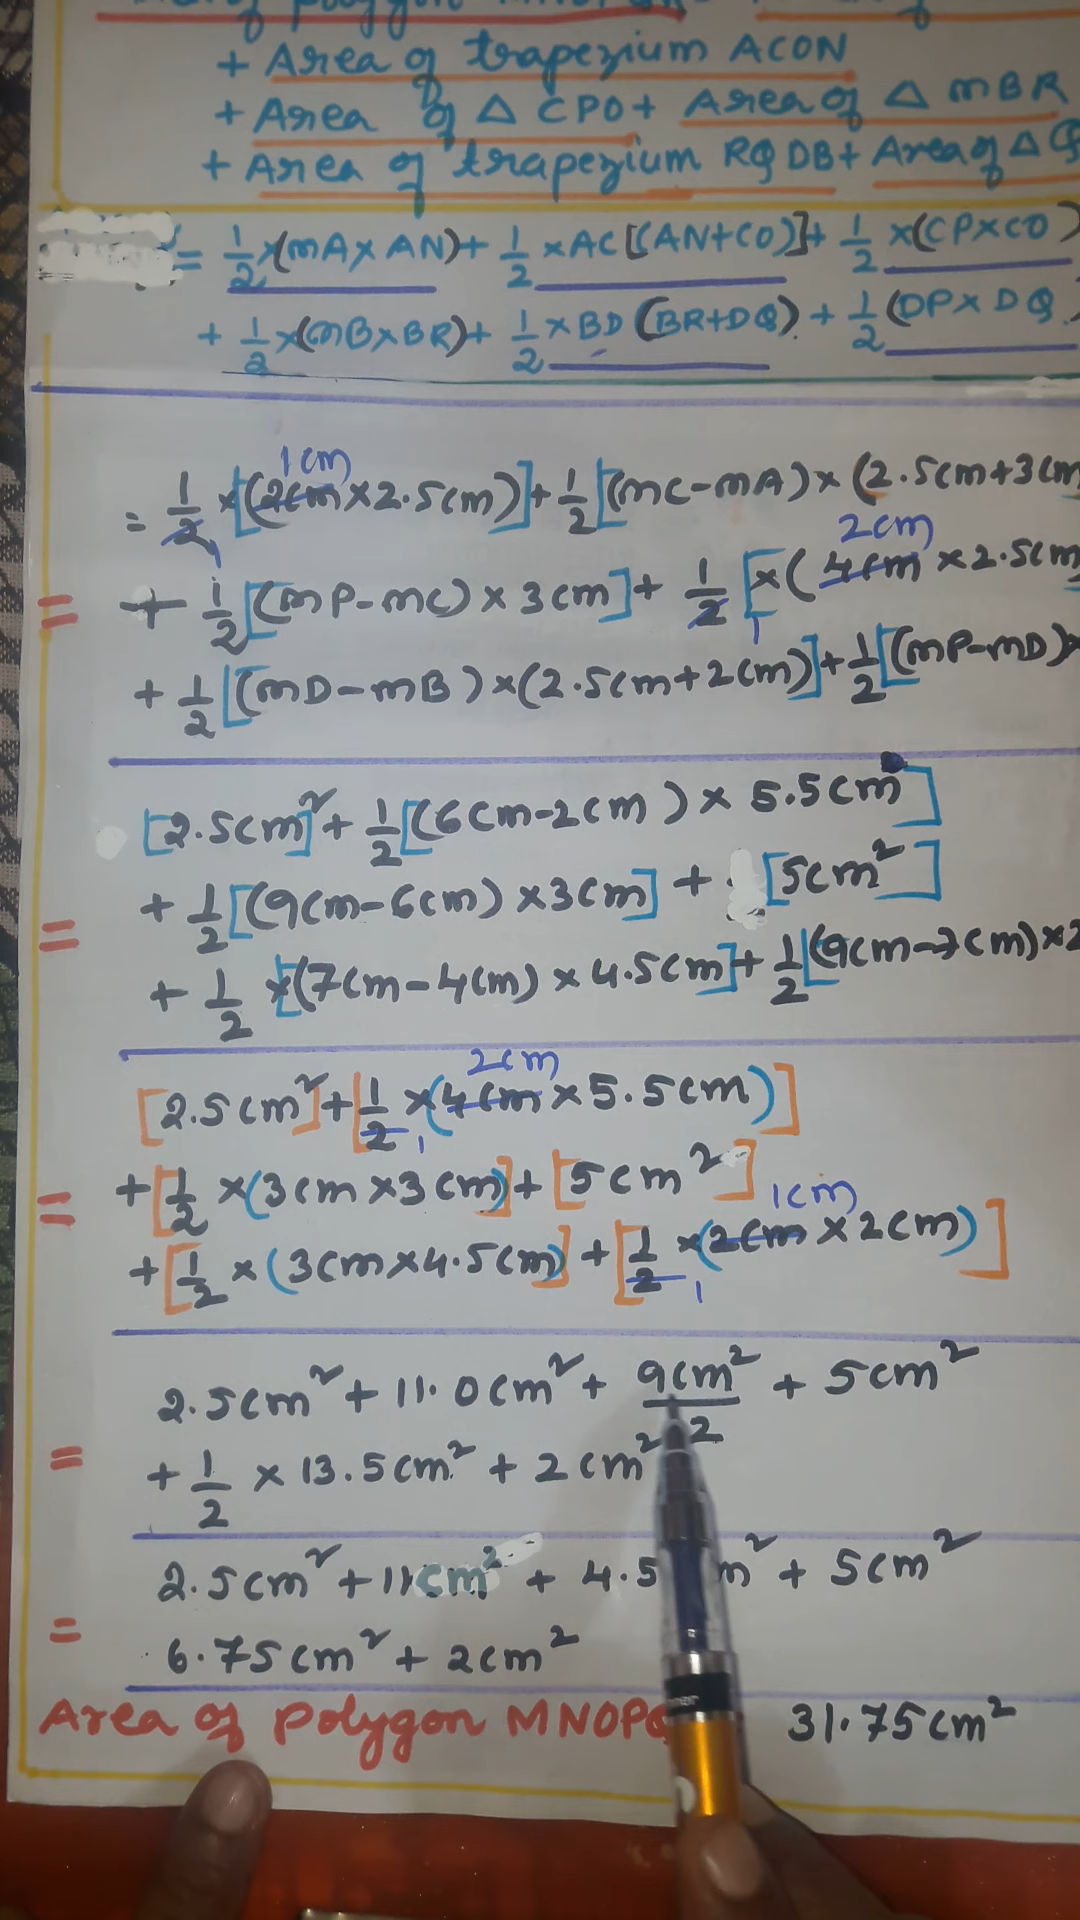 + Area of trapezium ACON
+ Area of △ CPO + Area of △ MBR
+ Area of trapezium RQDB + Area of △
= 1/2 × (MA × AN) + 1/2 × AC [(AN + CO)] + 1/2 × (CP × CO)
+ 1/2 × (MB × BR) + 1/2 × BD (BR + DQ) + 1/2 (DP × DQ
1cm
= 1/2 × [(2cm × 2.5cm)] + 1/2 [(MC - MA) × (2.5cm + 3cm
1
2cm
= + 1/2 [(MP - MC) × 3cm] + 1/2 [× (4cm × 2.5cm
1
+ 1/2 [(MD - MB) × (2.5cm + 2cm)] + 1/2 [(MP - MD) ×
[2.5cm²] + 1/2 [(6cm - 2cm) × 5.5cm]
= + 1/2 [(9cm - 6cm) × 3cm] + [5cm²]
+ 1/2 × [(7cm - 4cm) × 4.5cm] + 1/2 [(9cm - 7cm) × 2
2cm
[2.5cm²] + [1/2 × (4cm × 5.5cm)]
1
= + [1/2 × (3cm × 3cm)] + [5cm²]
1cm
+ [1/2 × (3cm × 4.5cm)] + [1/2 × (2cm × 2cm)]
1
2.5cm² + 11.0cm² + 9cm²/2 + 5cm²
= + 1/2 × 13.5cm² + 2cm²
2.5cm² + 11cm² + 4.5 m² + 5cm²
= 6.75cm² + 2cm²
Area of polygon MNOPQ 31.75cm²